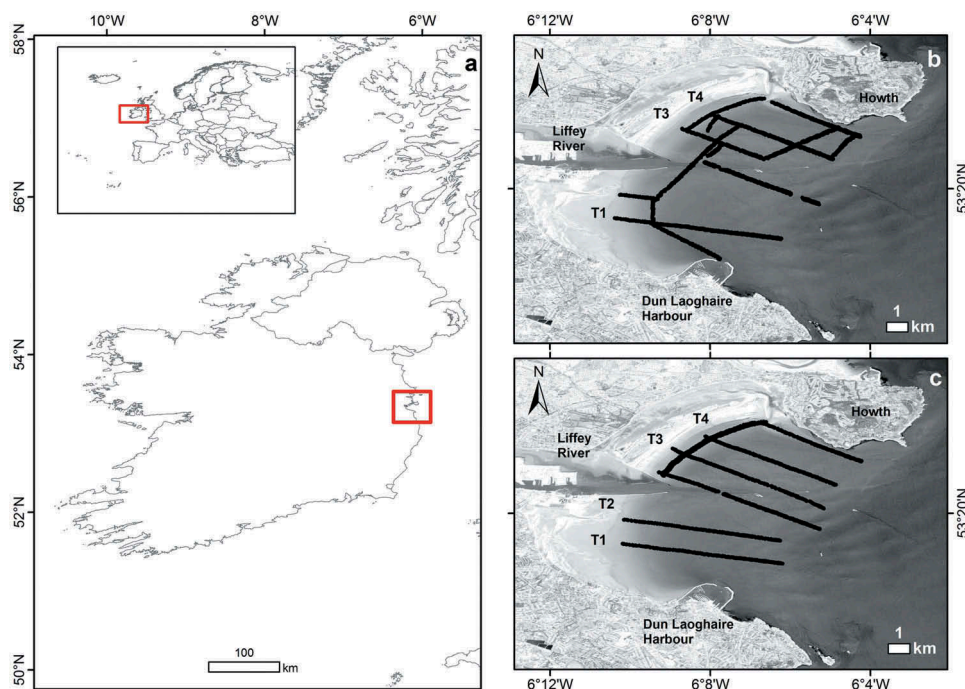 10°W 8°W 6°W
58°N
56°N
54°N
52°N
50°N
a
100
km
6°12'W 6°8'W 6°4'W
N
b
Howth
T4
T3
Liffey
River
T1
53°20'N
Dun Laoghaire
Harbour
1
km
N
c
Howth
T4
T3
Liffey
River
T2
T1
53°20'N
Dun Laoghaire
Harbour
1
km
6°12'W 6°8'W 6°4'W